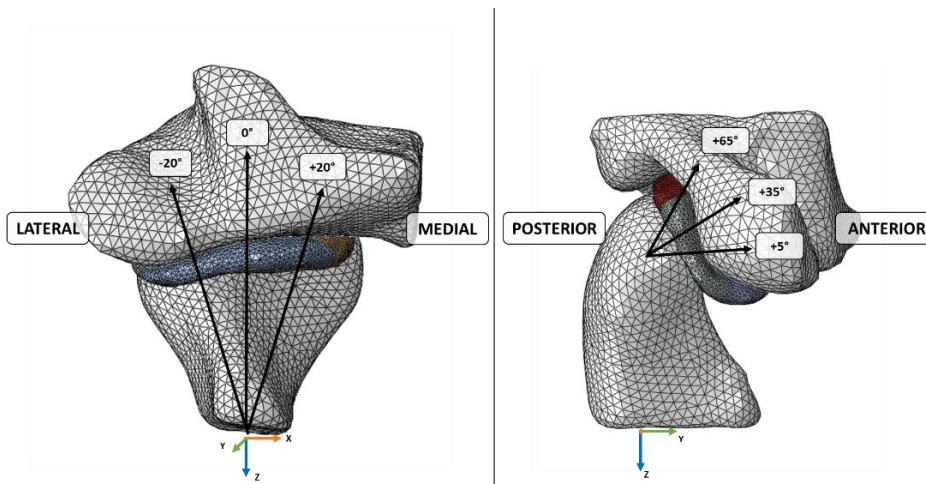 0°
-20°
+20°
LATERAL
MEDIAL
Y
X
Z
+65°
+35°
POSTERIOR
ANTERIOR
+5°
Y
Z